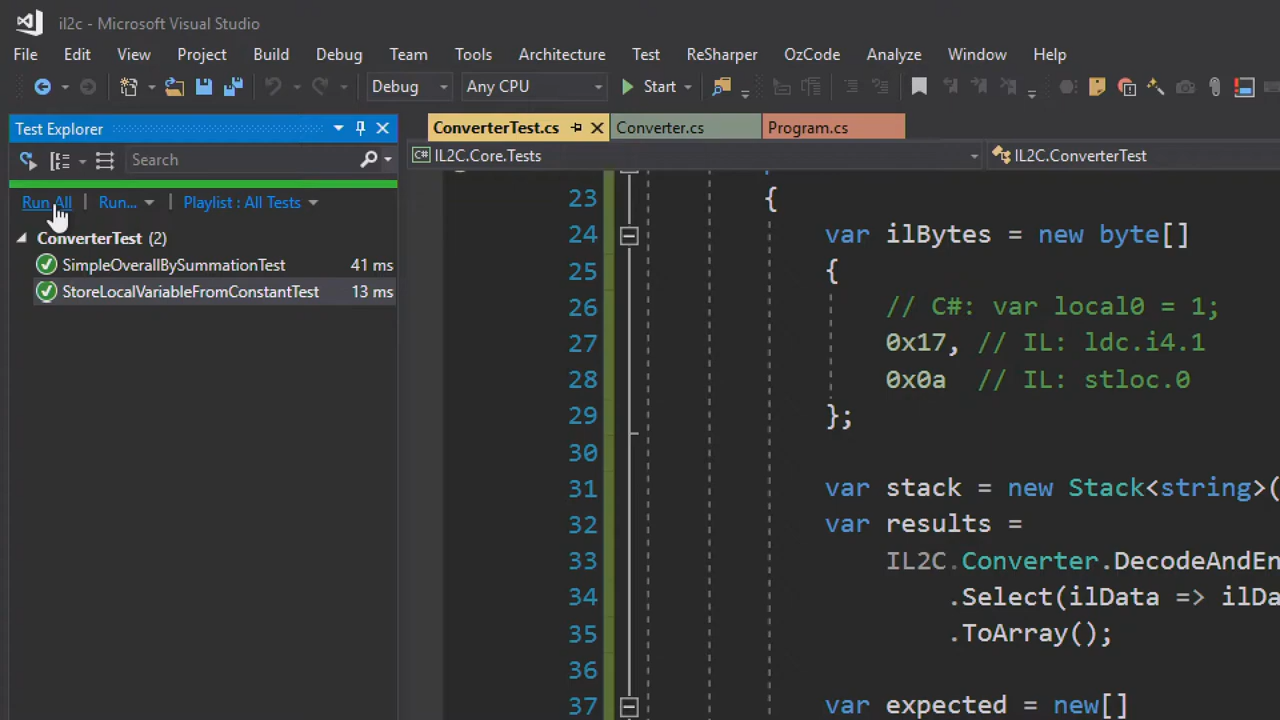 il2c - Microsoft Visual Studio
File Edit View Project Build Debug Team Tools Architecture Test ReSharper OzCode Analyze Window Help
Debug Any CPU Start
Test Explorer
Search
Run All | Run... | Playlist : All Tests
ConverterTest (2)
SimpleOverallBySummationTest 41 ms
StoreLocalVariableFromConstantTest 13 ms
ConverterTest.cs Converter.cs Program.cs
C# IL2C.Core.Tests IL2C.ConverterTest
23 {
24 var ilBytes = new byte[]
25 {
26 // C#: var local0 = 1;
27 0x17, // IL: ldc.i4.1
28 0x0a // IL: stloc.0
29 };
30
31 var stack = new Stack<string>(
32 var results =
33 IL2C.Converter.DecodeAndEn
34 .Select(ilData => ilDa
35 .ToArray();
36
37 var expected = new[]